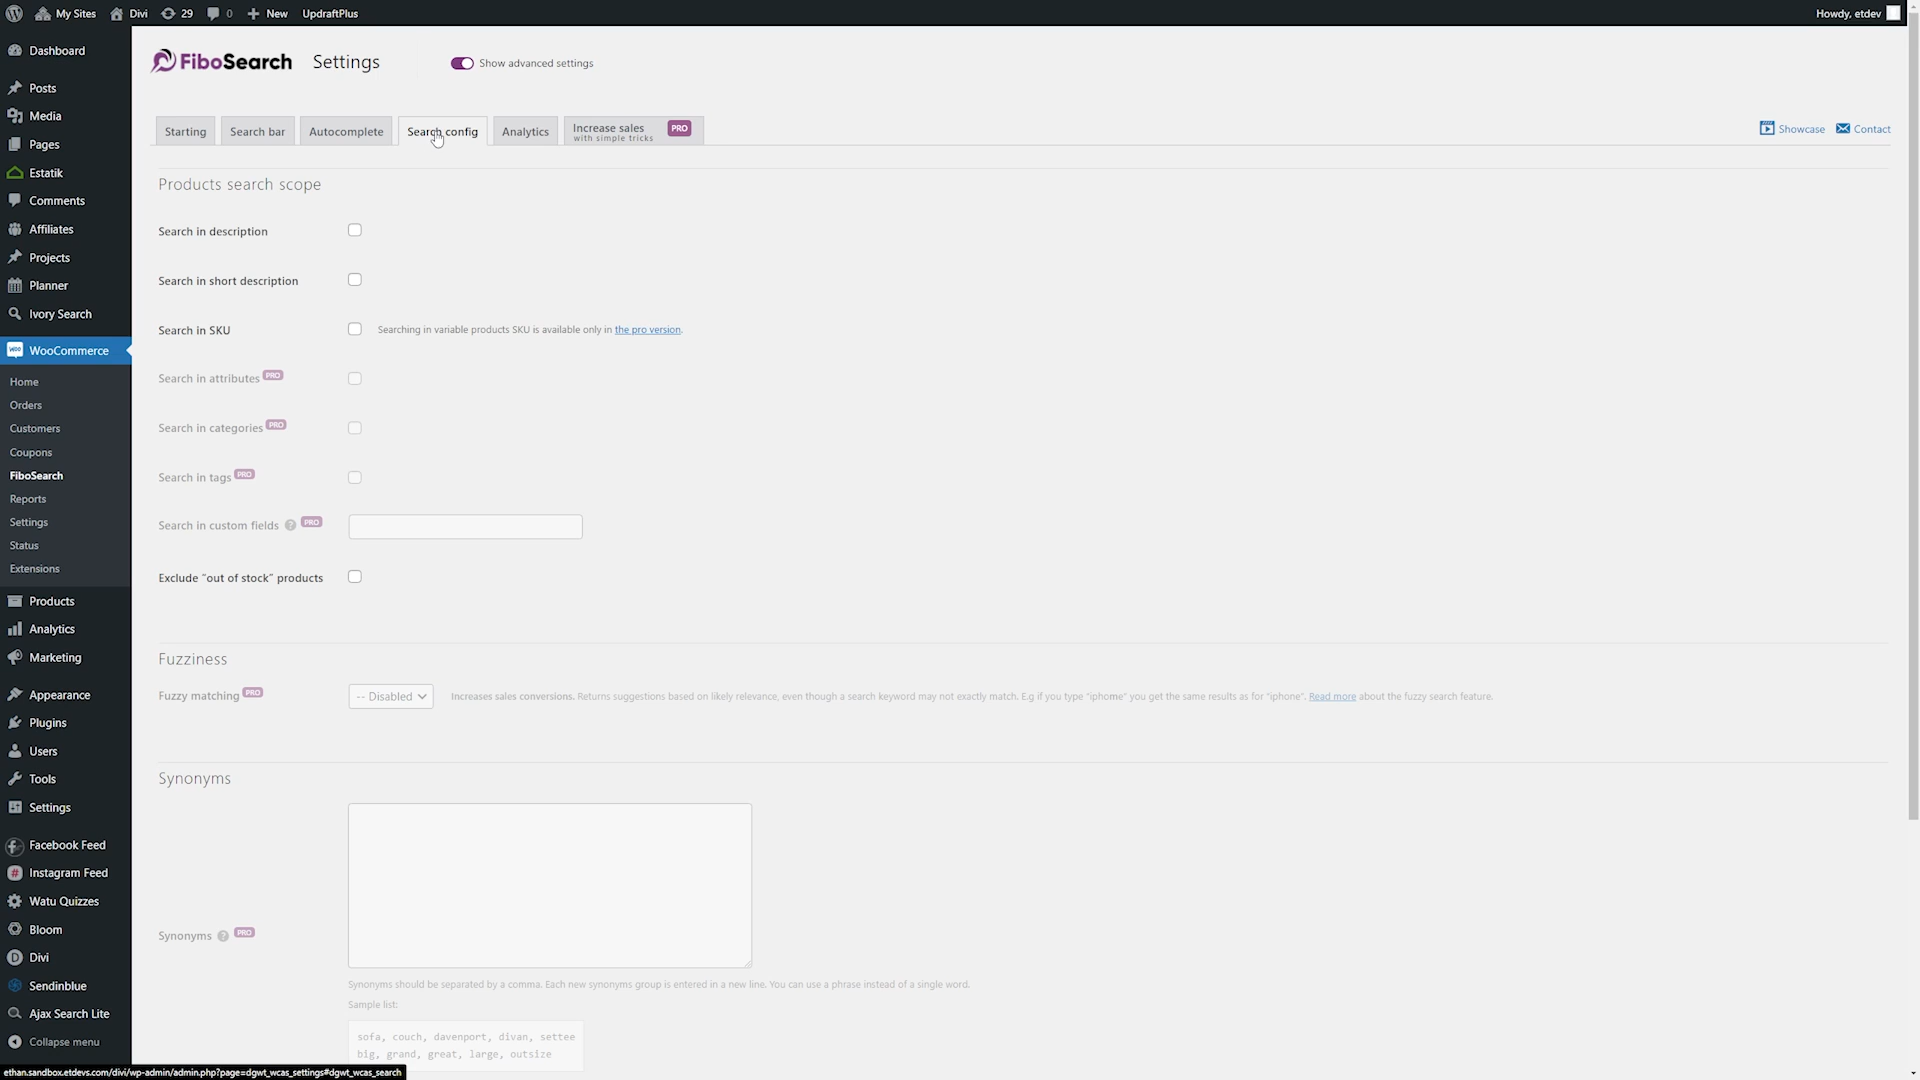 My Sites Divi 29 0 New UpdraftPlus Howdy, etdev
Dashboard
Posts
Media
Pages
Estatik
Comments
Affiliates
Projects
Planner
Ivory Search
WooCommerce
Home
Orders
Customers
Coupons
FiboSearch
Reports
Settings
Status
Extensions
Products
Analytics
Marketing
Appearance
Plugins
Users
Tools
Settings
Facebook Feed
Instagram Feed
Watu Quizzes
Bloom
Divi
Sendinblue
Ajax Search Lite
Collapse menu
FiboSearch Settings Show advanced settings
Starting Search bar Autocomplete Search config Analytics Increase sales PRO
with simple tricks
Showcase Contact
Products search scope
Search in description
Search in short description
Search in SKU Searching in variable products SKU is available only in the pro version.
Search in attributes PRO
Search in categories PRO
Search in tags PRO
Search in custom fields ? PRO
Exclude "out of stock" products
Fuzziness
Fuzzy matching PRO -- Disabled Increases sales conversions. Returns suggestions based on likely relevance, even though a search keyword may not exactly match. E.g if you type "iphome" you get the same results as for "iphone". Read more about the fuzzy search feature.
Synonyms
Synonyms ? PRO
Synonyms should be separated by a comma. Each new synonyms group is entered in a new line. You can use a phrase instead of a single word.
Sample list:
sofa, couch, davenport, divan, settee
big, grand, great, large, outsize
ethan.sandbox.etdevs.com/divi/wp-admin/admin.php?page=dgwt_wcas_settings#dgwt_wcas_search